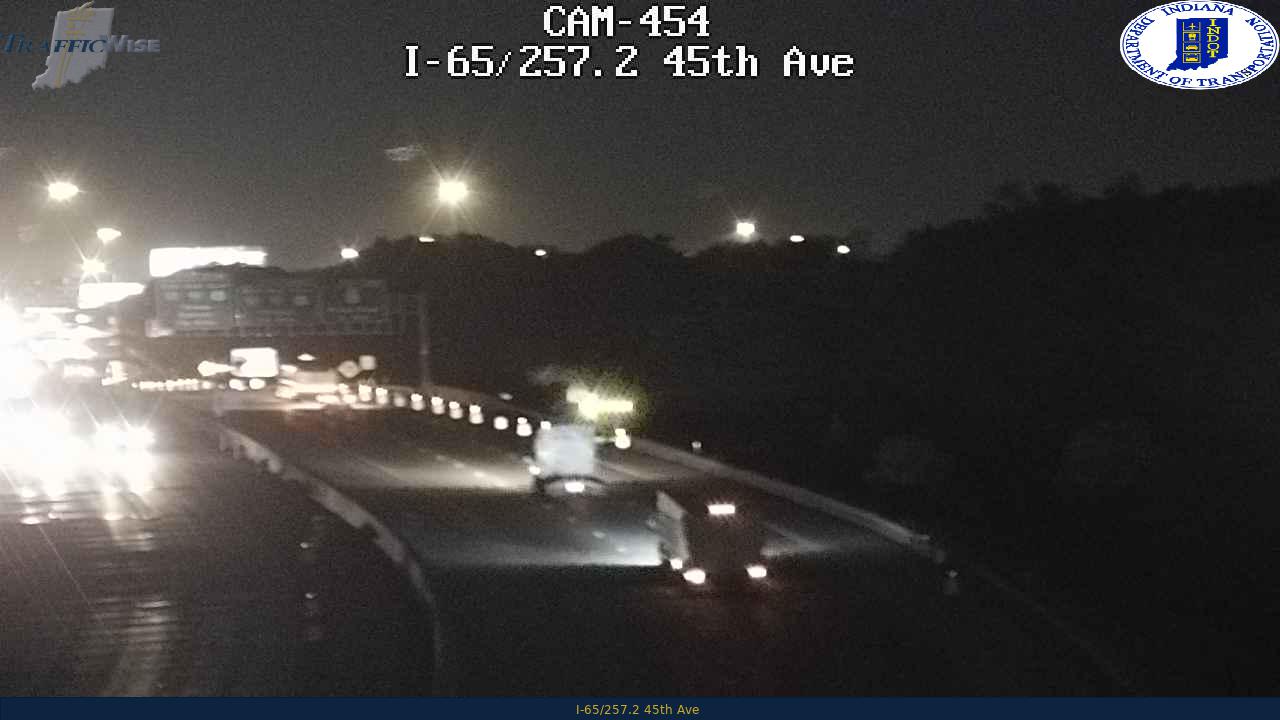 CAM-454
I-65/257.2 45th Ave
TRAFFICWISE
INDIANA
DEPARTMENT OF TRANSPORTATION
INDOT
I-65/257.2 45th Ave